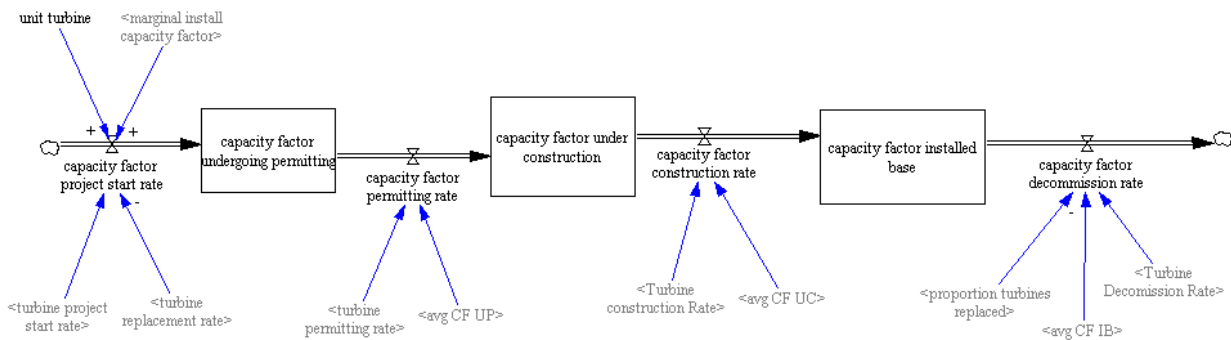 unit turbine
<marginal install
capacity factor>
+
+
capacity factor
project start rate
-
<turbine project
start rate>
<turbine
replacement rate>
capacity factor
undergoing permitting
capacity factor
permitting rate
<turbine
permitting rate>
<avg CF UP>
capacity factor under
construction
capacity factor
construction rate
<Turbine
construction Rate>
<avg CF UC>
capacity factor installed
base
capacity factor
decommission rate
-
<proportion turbines
replaced>
<avg CF IB>
<Turbine
Decomission Rate>